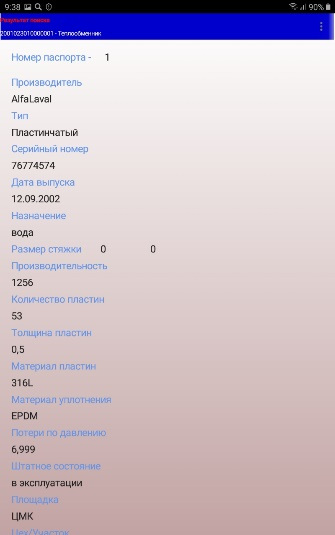 9:38
90%
Результат поиска
2001023010000001 - Теплообменник
Номер паспорта - 1
Производитель
AlfaLaval
Тип
Пластинчатый
Серийный номер
76774574
Дата выпуска
12.09.2002
Назначение
вода
Размер стяжки 0 0
Производительность
1256
Количество пластин
53
Толщина пластин
0,5
Материал пластин
316L
Материал уплотнения
EPDM
Потери по давлению
6,999
Штатное состояние
в эксплуатации
Площадка
ЦМК
Цех/Участок